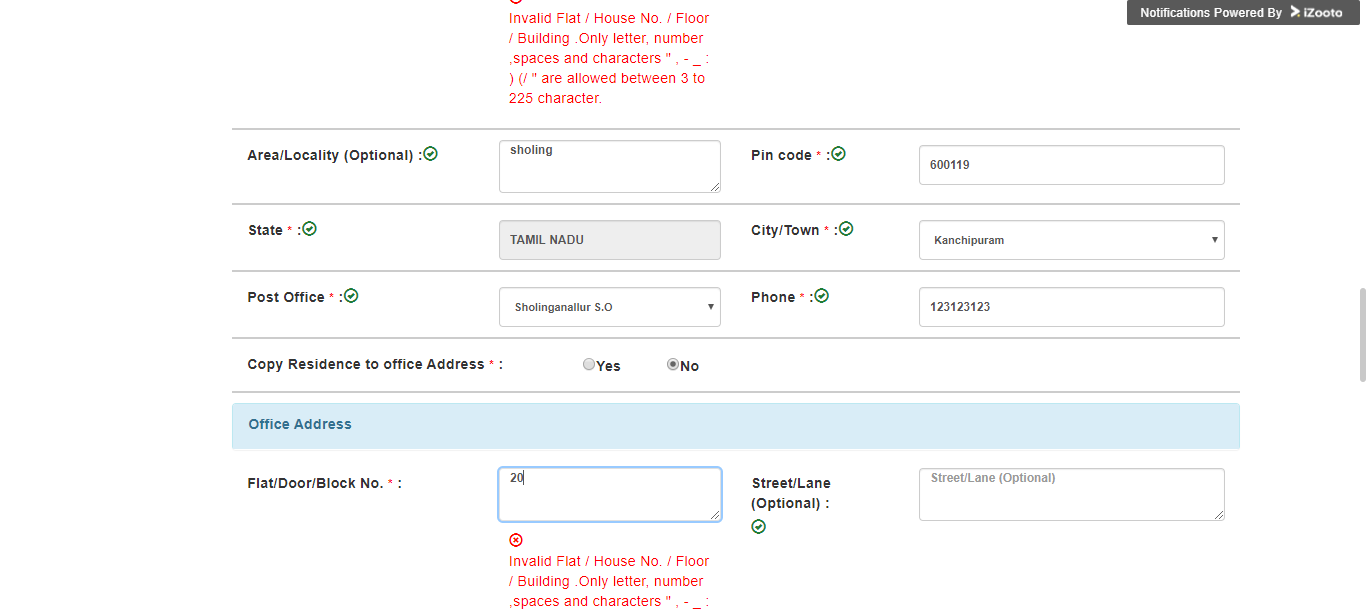 Notifications Powered By iZooto
Invalid Flat / House No. / Floor
/ Building .Only letter, number
,spaces and characters " , - _ :
) (/ " are allowed between 3 to
225 character.
Area/Locality (Optional) :
sholing
Pin code * :
600119
State * :
TAMIL NADU
City/Town * :
Kanchipuram
Post Office * :
Sholinganallur S.O
Phone * :
123123123
Copy Residence to office Address * :
Yes
No
Office Address
Flat/Door/Block No. * :
20
Street/Lane
(Optional) :
Street/Lane (Optional)
Invalid Flat / House No. / Floor
/ Building .Only letter, number
,spaces and characters " , - _ :